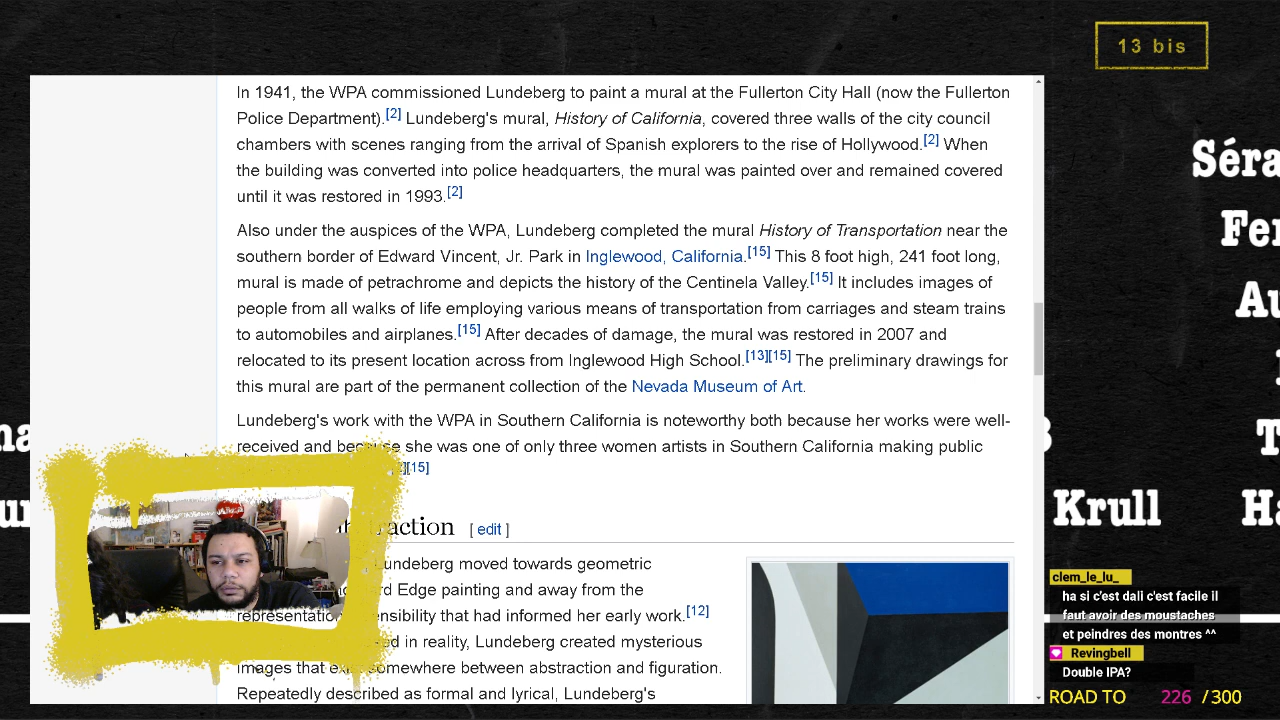 13 bis
In 1941, the WPA commissioned Lundeberg to paint a mural at the Fullerton City Hall (now the Fullerton
Police Department).[2] Lundeberg's mural, History of California, covered three walls of the city council
chambers with scenes ranging from the arrival of Spanish explorers to the rise of Hollywood.[2] When
the building was converted into police headquarters, the mural was painted over and remained covered
until it was restored in 1993.[2]
Also under the auspices of the WPA, Lundeberg completed the mural History of Transportation near the
southern border of Edward Vincent, Jr. Park in Inglewood, California.[15] This 8 foot high, 241 foot long,
mural is made of petrachrome and depicts the history of the Centinela Valley.[15] It includes images of
people from all walks of life employing various means of transportation from carriages and steam trains
to automobiles and airplanes.[15] After decades of damage, the mural was restored in 2007 and
relocated to its present location across from Inglewood High School.[13][15] The preliminary drawings for
this mural are part of the permanent collection of the Nevada Museum of Art.
Lundeberg's work with the WPA in Southern California is noteworthy both because her works were well-
received and because she was one of only three women artists in Southern California making public
[15]
action [ edit ]
Lundeberg moved towards geometric
Edge painting and away from the
sensibility that had informed her early work.[12]
in reality, Lundeberg created mysterious
images that somewhere between abstraction and figuration.
Repeatedly described as formal and lyrical, Lundeberg's
Séra
Fer
Au
Krull
Ha
clem_le_lu_
ha si c'est dali c'est facile il
faut avoir des moustaches
et peindres des montres ^^
Revingbell
Double IPA?
ROAD TO 226 / 300